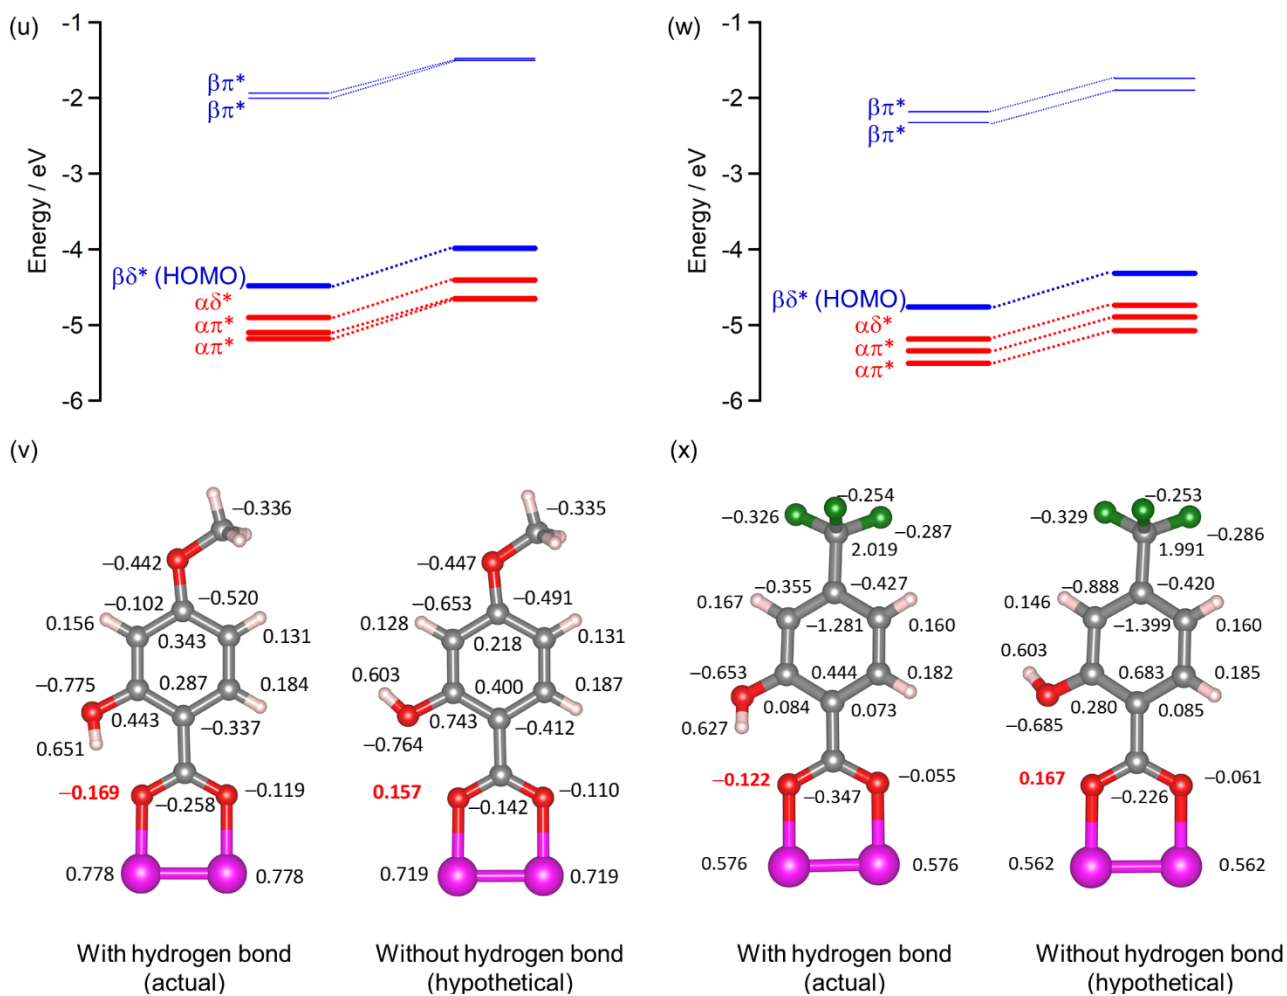 (u)
Energy / eV
-1
-2
-3
-4
-5
-6
βπ*
βπ*
βδ* (HOMO)
αδ*
απ*
απ*
(w)
Energy / eV
-1
-2
-3
-4
-5
-6
βπ*
βπ*
βδ* (HOMO)
αδ*
απ*
απ*
(v)
−0.336
−0.442
−0.102 −0.520
0.156 0.343 0.131
−0.775 0.287 0.184
0.443 −0.337
0.651
−0.169 −0.258 −0.119
0.778 0.778
With hydrogen bond
(actual)
−0.335
−0.447
−0.653 −0.491
0.128 0.218 0.131
0.603 0.400 0.187
−0.764 0.743 −0.412
0.157 −0.142 −0.110
0.719 0.719
Without hydrogen bond
(hypothetical)
(x)
−0.254
−0.326 −0.287
2.019
−0.355 −0.427
0.167 −1.281 0.160
−0.653 0.444 0.182
0.627 0.084 0.073
−0.122 −0.347 −0.055
0.576 0.576
With hydrogen bond
(actual)
−0.253
−0.329 −0.286
1.991
−0.888 −0.420
0.146 −1.399 0.160
0.603 0.683 0.185
−0.685 0.280 0.085
0.167 −0.226 −0.061
0.562 0.562
Without hydrogen bond
(hypothetical)